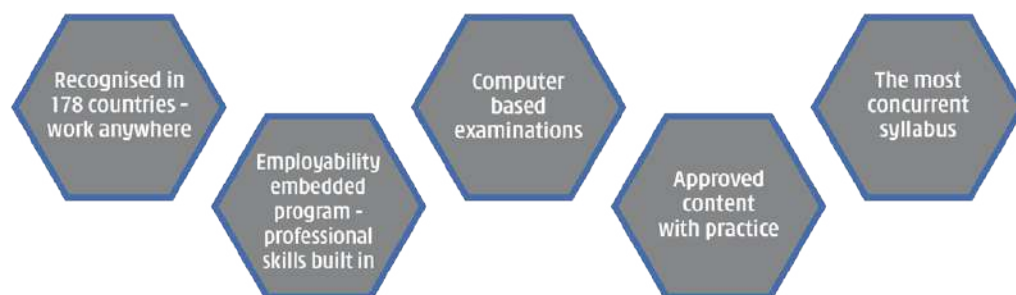 Recognised in
178 countries -
work anywhere
Employability
embedded
program -
professional
skills built in
Computer
based
examinations
Approved
content
with practice
The most
concurrent
syllabus